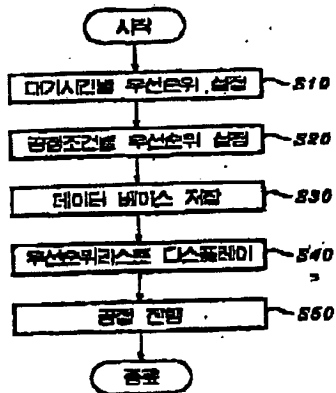 시작
대기시간별 우선순위 설정
S10
공정조건별 우선순위 설정
S20
데이터 베이스 저장
S30
우선순위리스트 디스플레이
S40
공정 진행
S50
종료